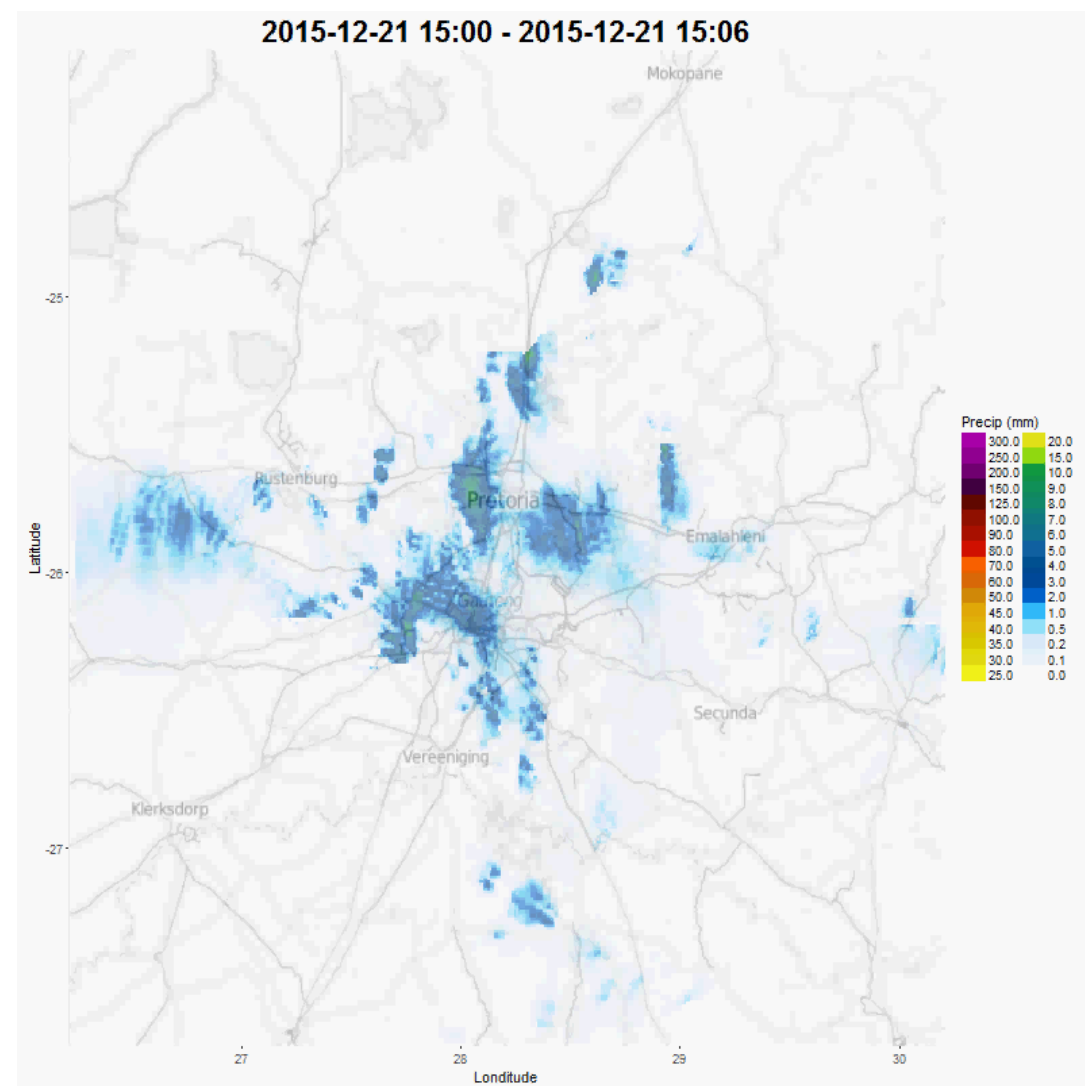 2015-12-21 15:00 - 2015-12-21 15:06
Mokopane
-25
Rustenburg
Pretoria
Emalahleni
-26
Gauteng
Secunda
Vereeniging
Klerksdorp
-27
27 28 29 30
Londitude
Latitude
Precip (mm)
300.0 20.0
250.0 15.0
200.0 10.0
150.0 9.0
125.0 8.0
100.0 7.0
90.0 6.0
80.0 5.0
70.0 4.0
60.0 3.0
50.0 2.0
45.0 1.0
40.0 0.5
35.0 0.2
30.0 0.1
25.0 0.0